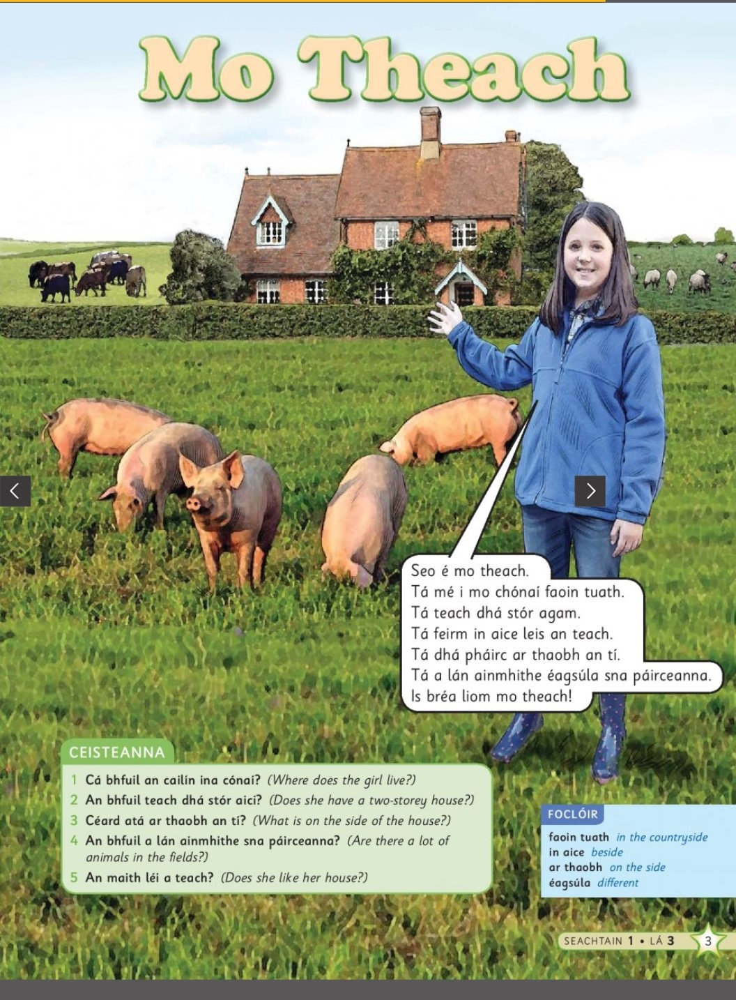 Mo Theach
Seo é mo theach.
Tá mé i mo chónaí faoin tuath.
Tá teach dhá stór agam.
Tá feirm in aice leis an teach.
Tá dhá pháirc ar thaobh an tí.
Tá a lán ainmhithe éagsúla sna páirceanna.
Is bréa liom mo theach!
CEISTEANNA
1 Cá bhfuil an cailín ina cónaí? (Where does the girl live?)
2 An bhfuil teach dhá stór aici? (Does she have a two-storey house?)
3 Céard atá ar thaobh an tí? (What is on the side of the house?)
4 An bhfuil a lán ainmhithe sna páirceanna? (Are there a lot of
animals in the fields?)
5 An maith léi a teach? (Does she like her house?)
FOCLÓIR
faoin tuath in the countryside
in aice beside
ar thaobh on the side
éagsúla different
SEACHTAIN 1 • LÁ 3 3